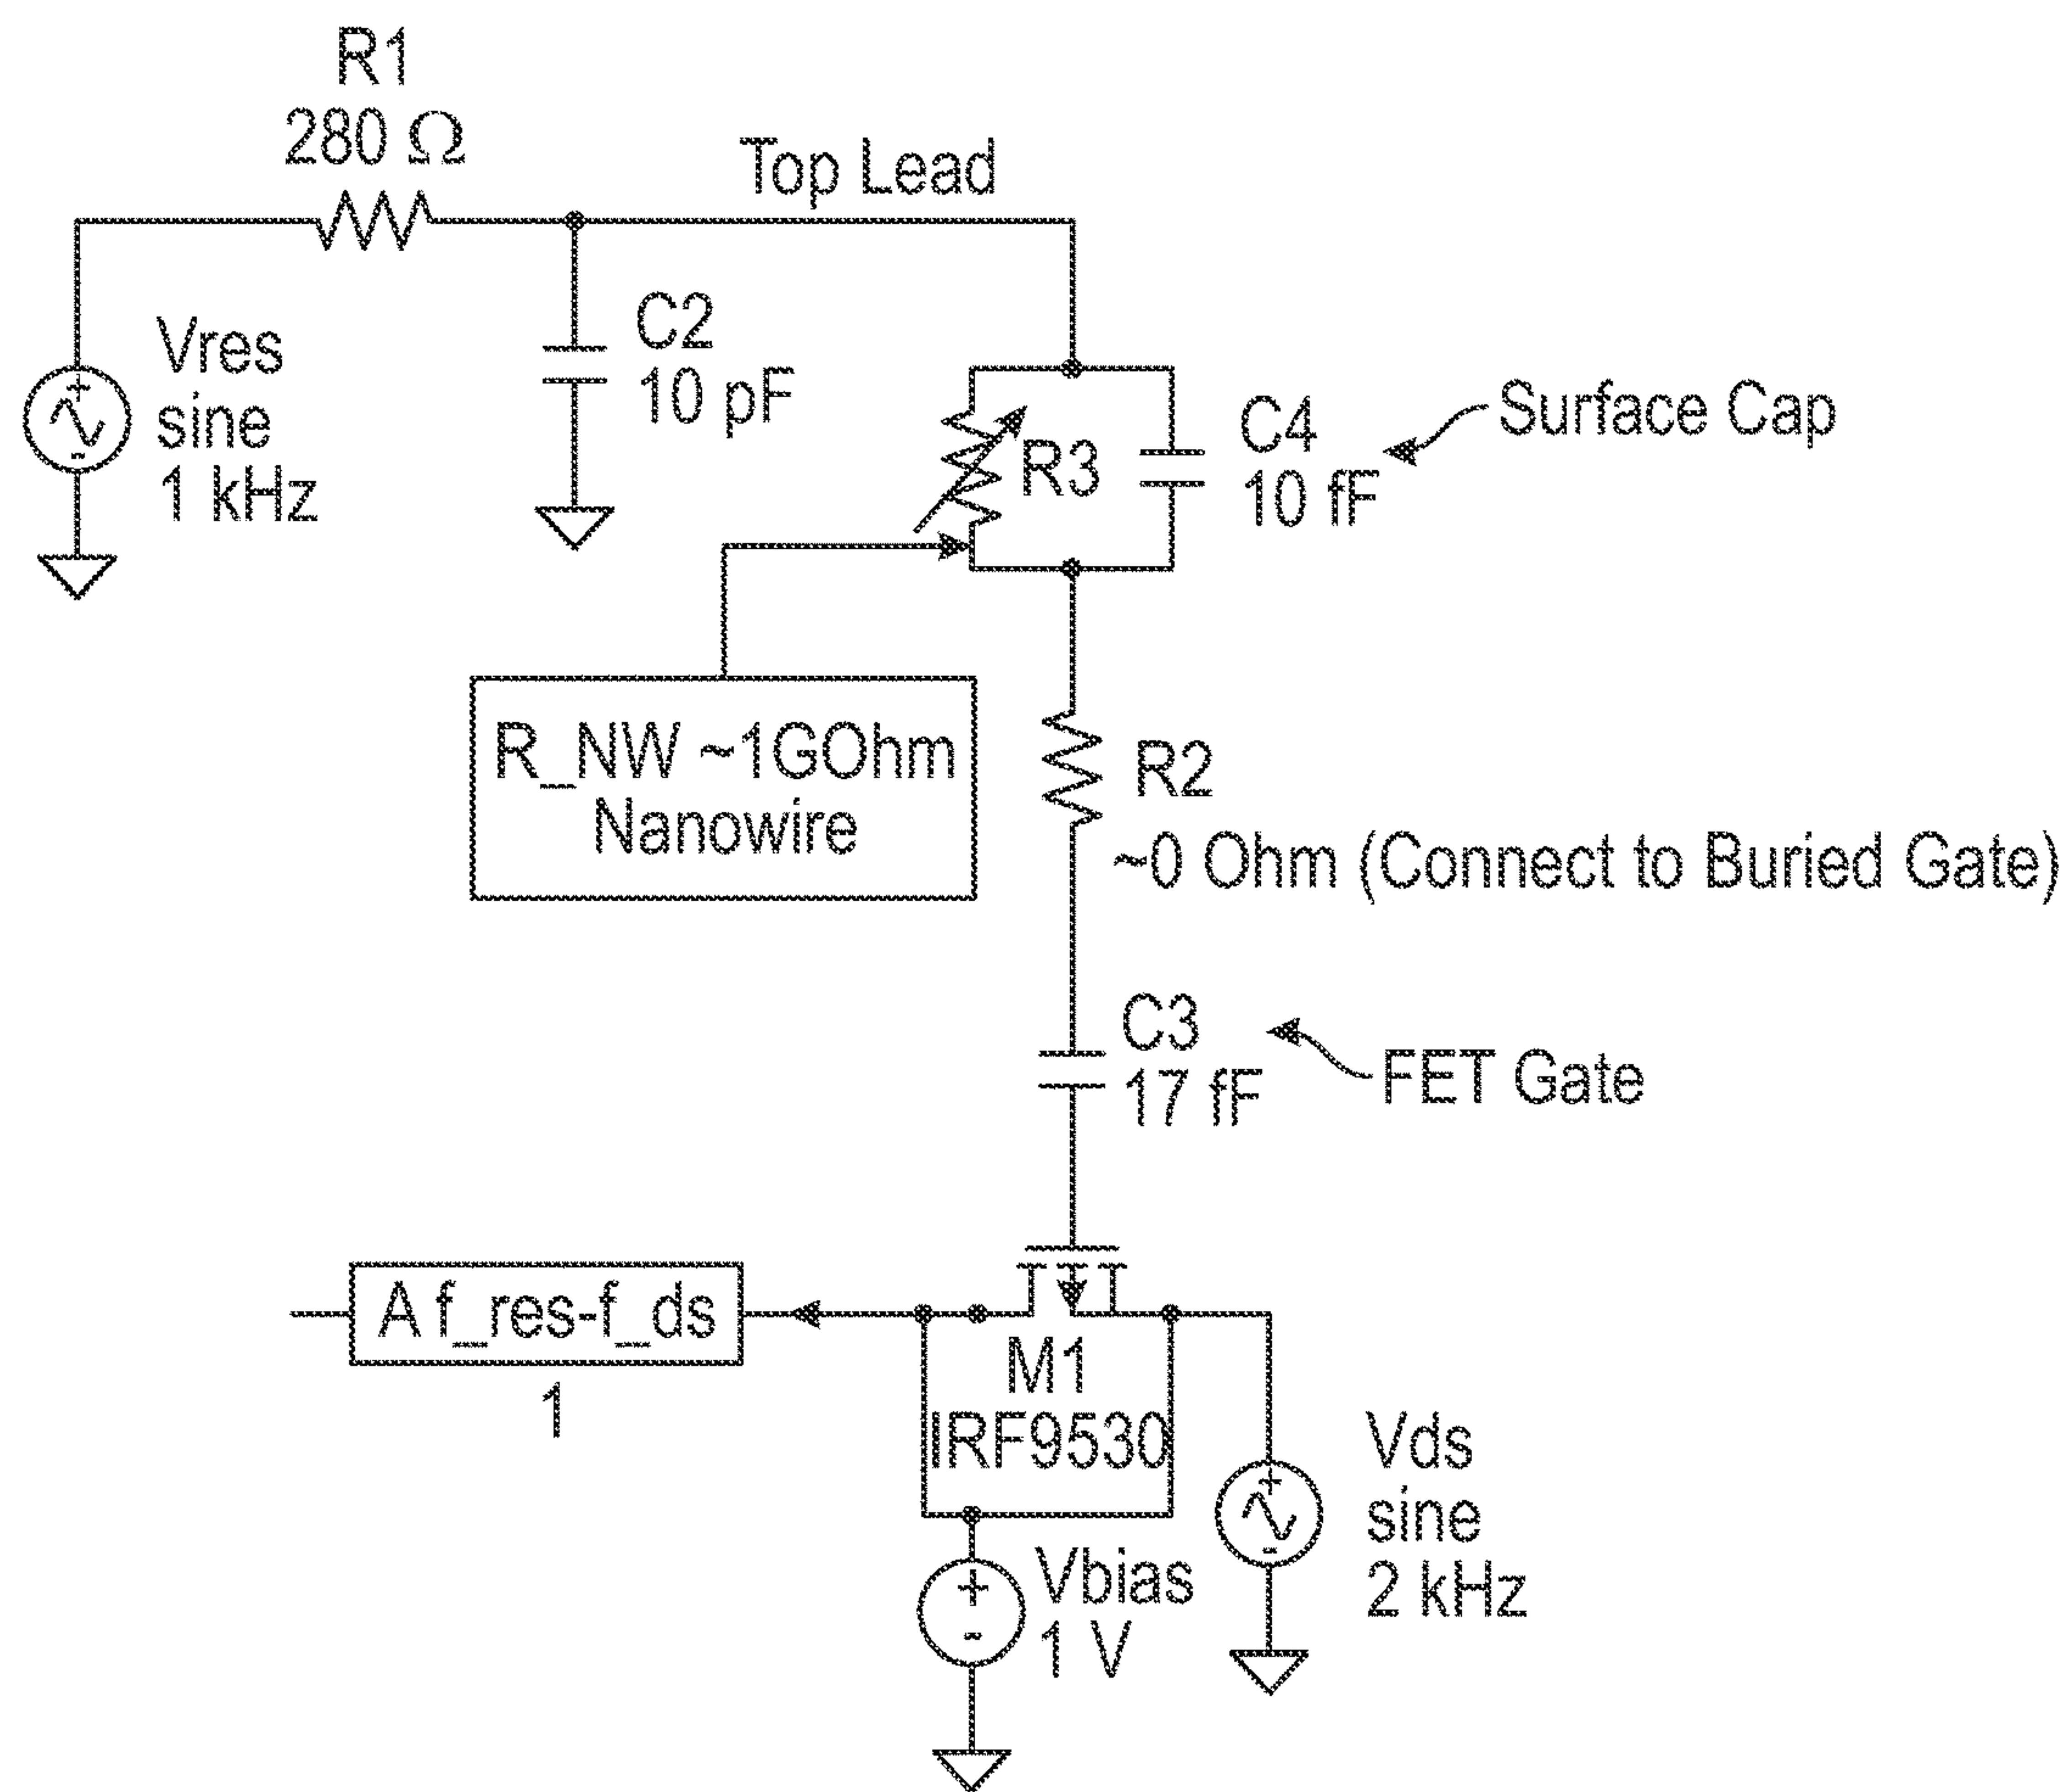 R1
280 Ω
Top Lead
Vres
sine
1 kHz
+
-
C2
10 pF
R3
C4
10 fF
Surface Cap
R_NW ~1GOhm
Nanowire
R2
~0 Ohm (Connect to Buried Gate)
C3
17 fF
FET Gate
A f_res-f_ds
1
M1
IRF9530
Vds
sine
2 kHz
+
-
Vbias
1 V
+
-